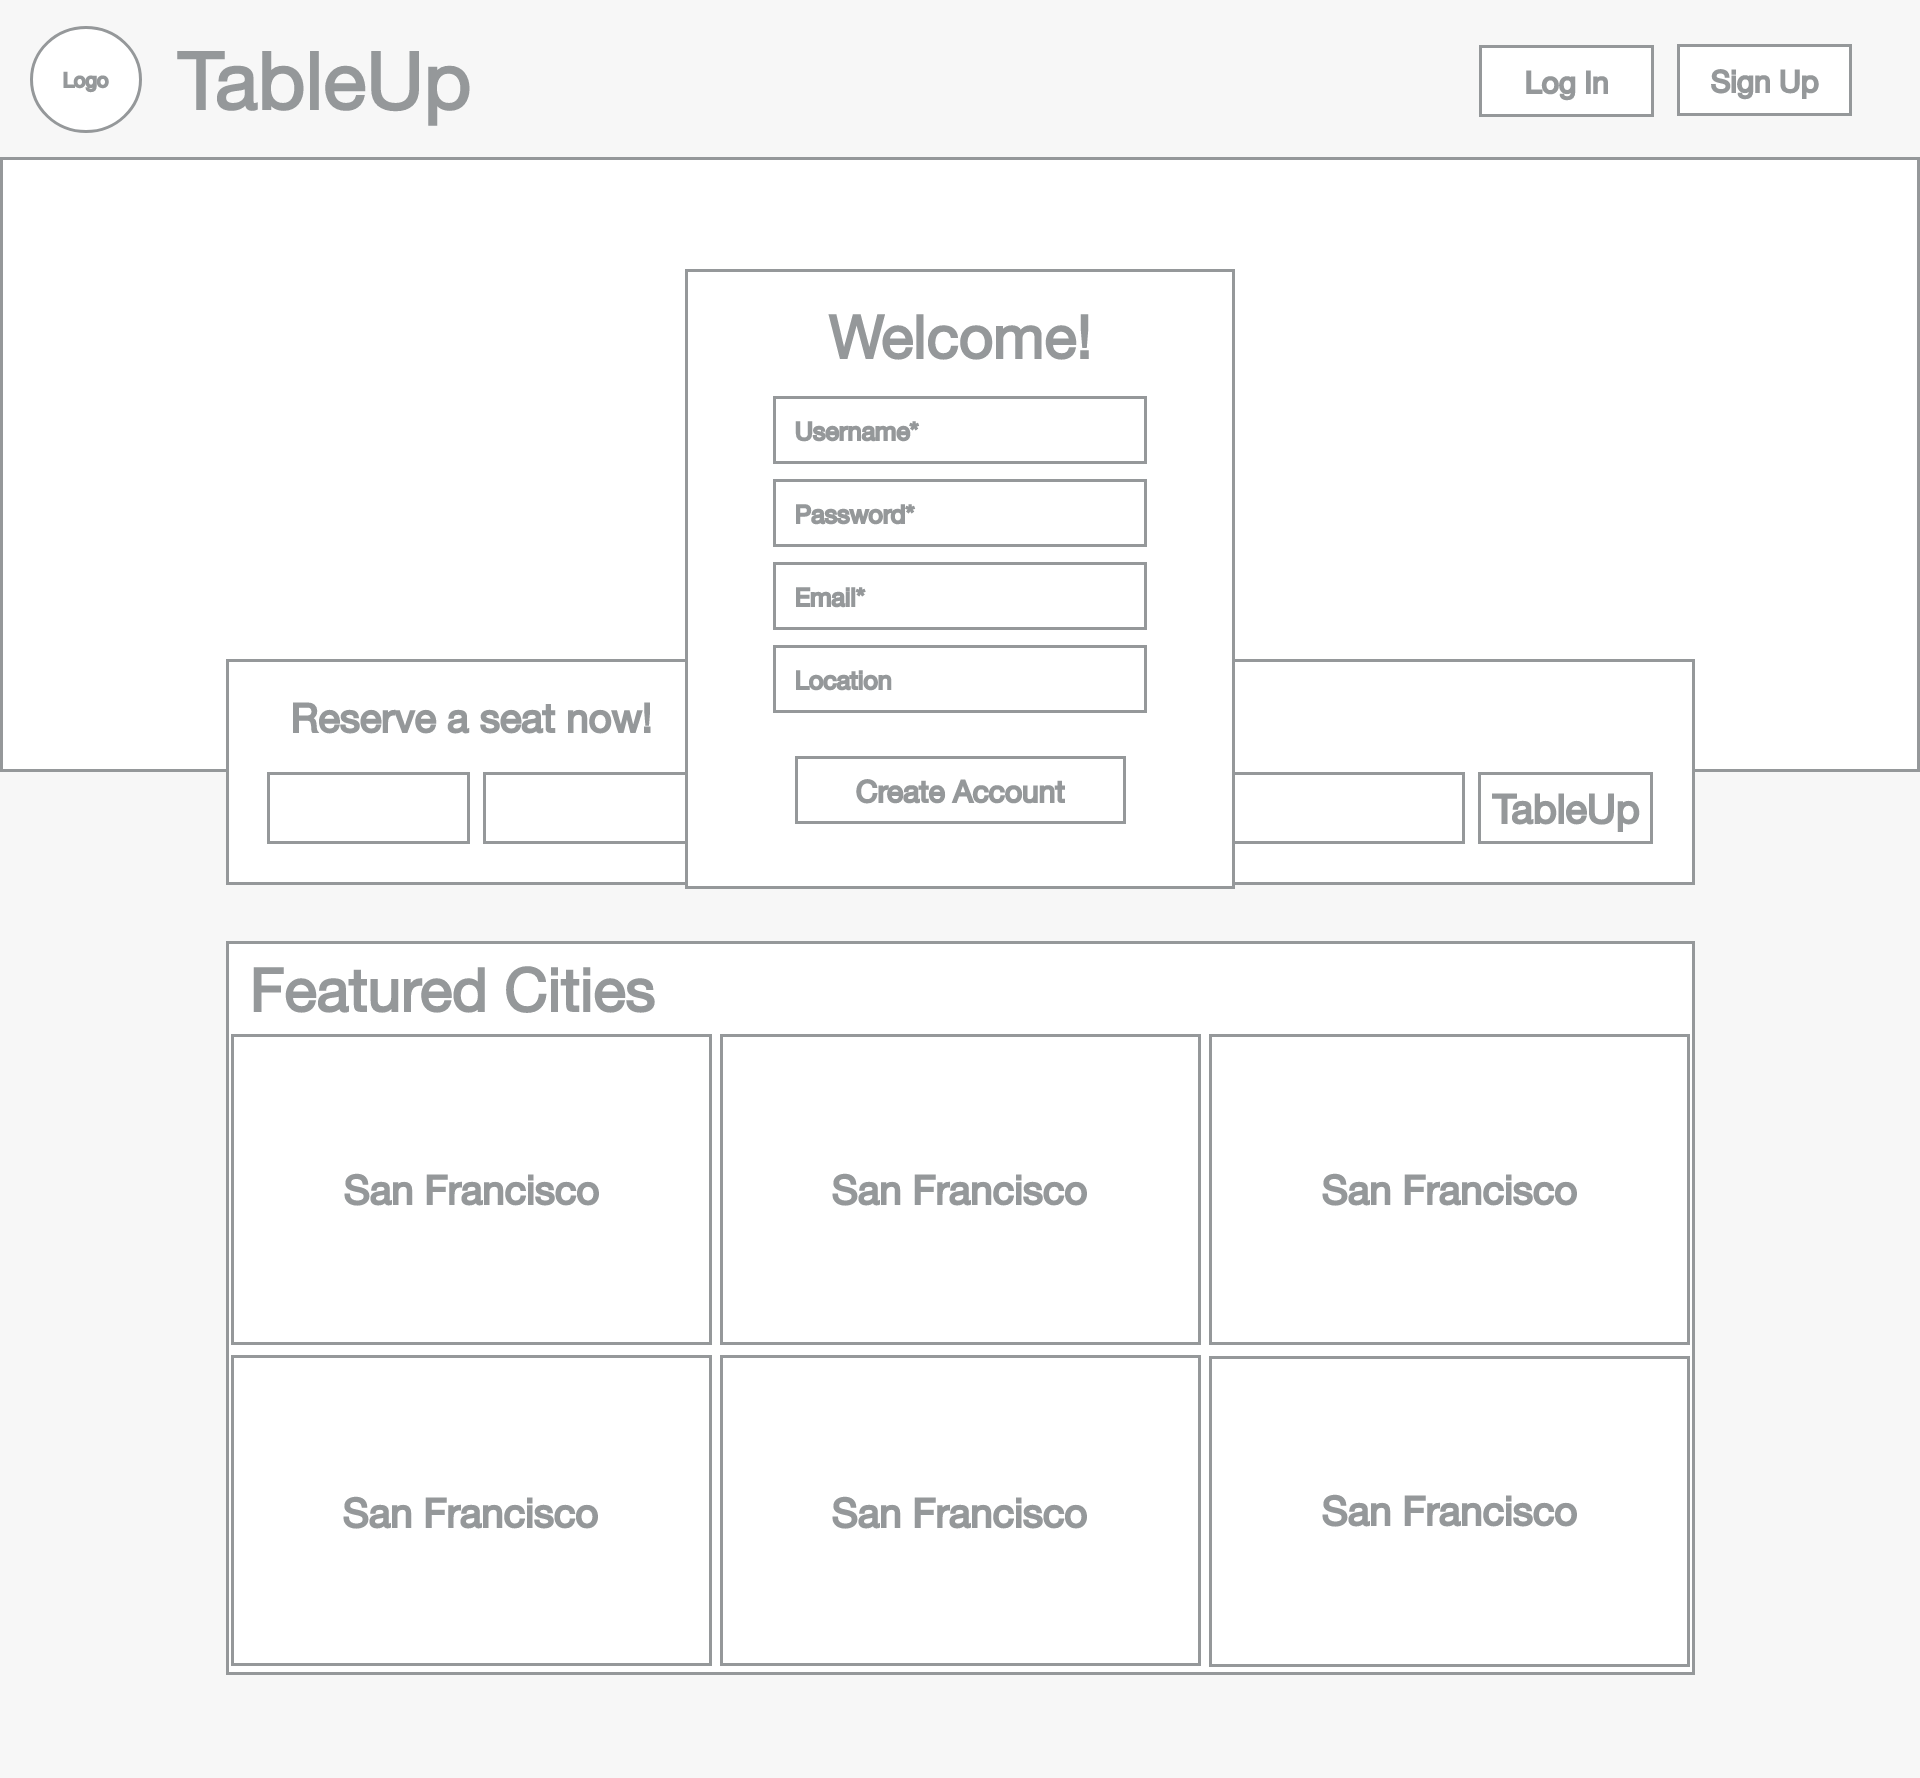 Logo
TableUp
Log In
Sign Up
Welcome!
Username*
Password*
Email*
Location
Create Account
Reserve a seat now!
TableUp
Featured Cities
San Francisco
San Francisco
San Francisco
San Francisco
San Francisco
San Francisco